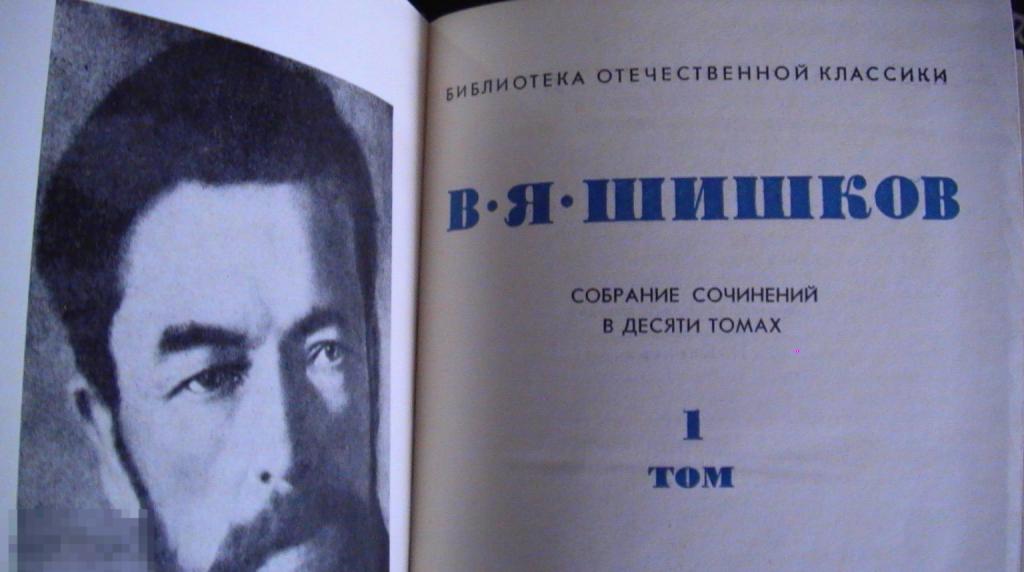 БИБЛИОТЕКА ОТЕЧЕСТВЕННОЙ КЛАССИКИ
В·Я·ШИШКОВ
СОБРАНИЕ СОЧИНЕНИЙ
В ДЕСЯТИ ТОМАХ
1
ТОМ